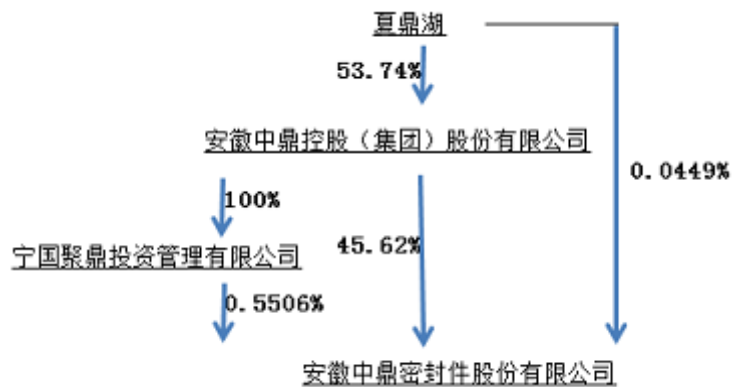 夏鼎湖
53.74%
安徽中鼎控股（集团）股份有限公司
0.0449%
100%
45.62%
宁国聚鼎投资管理有限公司
0.5506%
安徽中鼎密封件股份有限公司